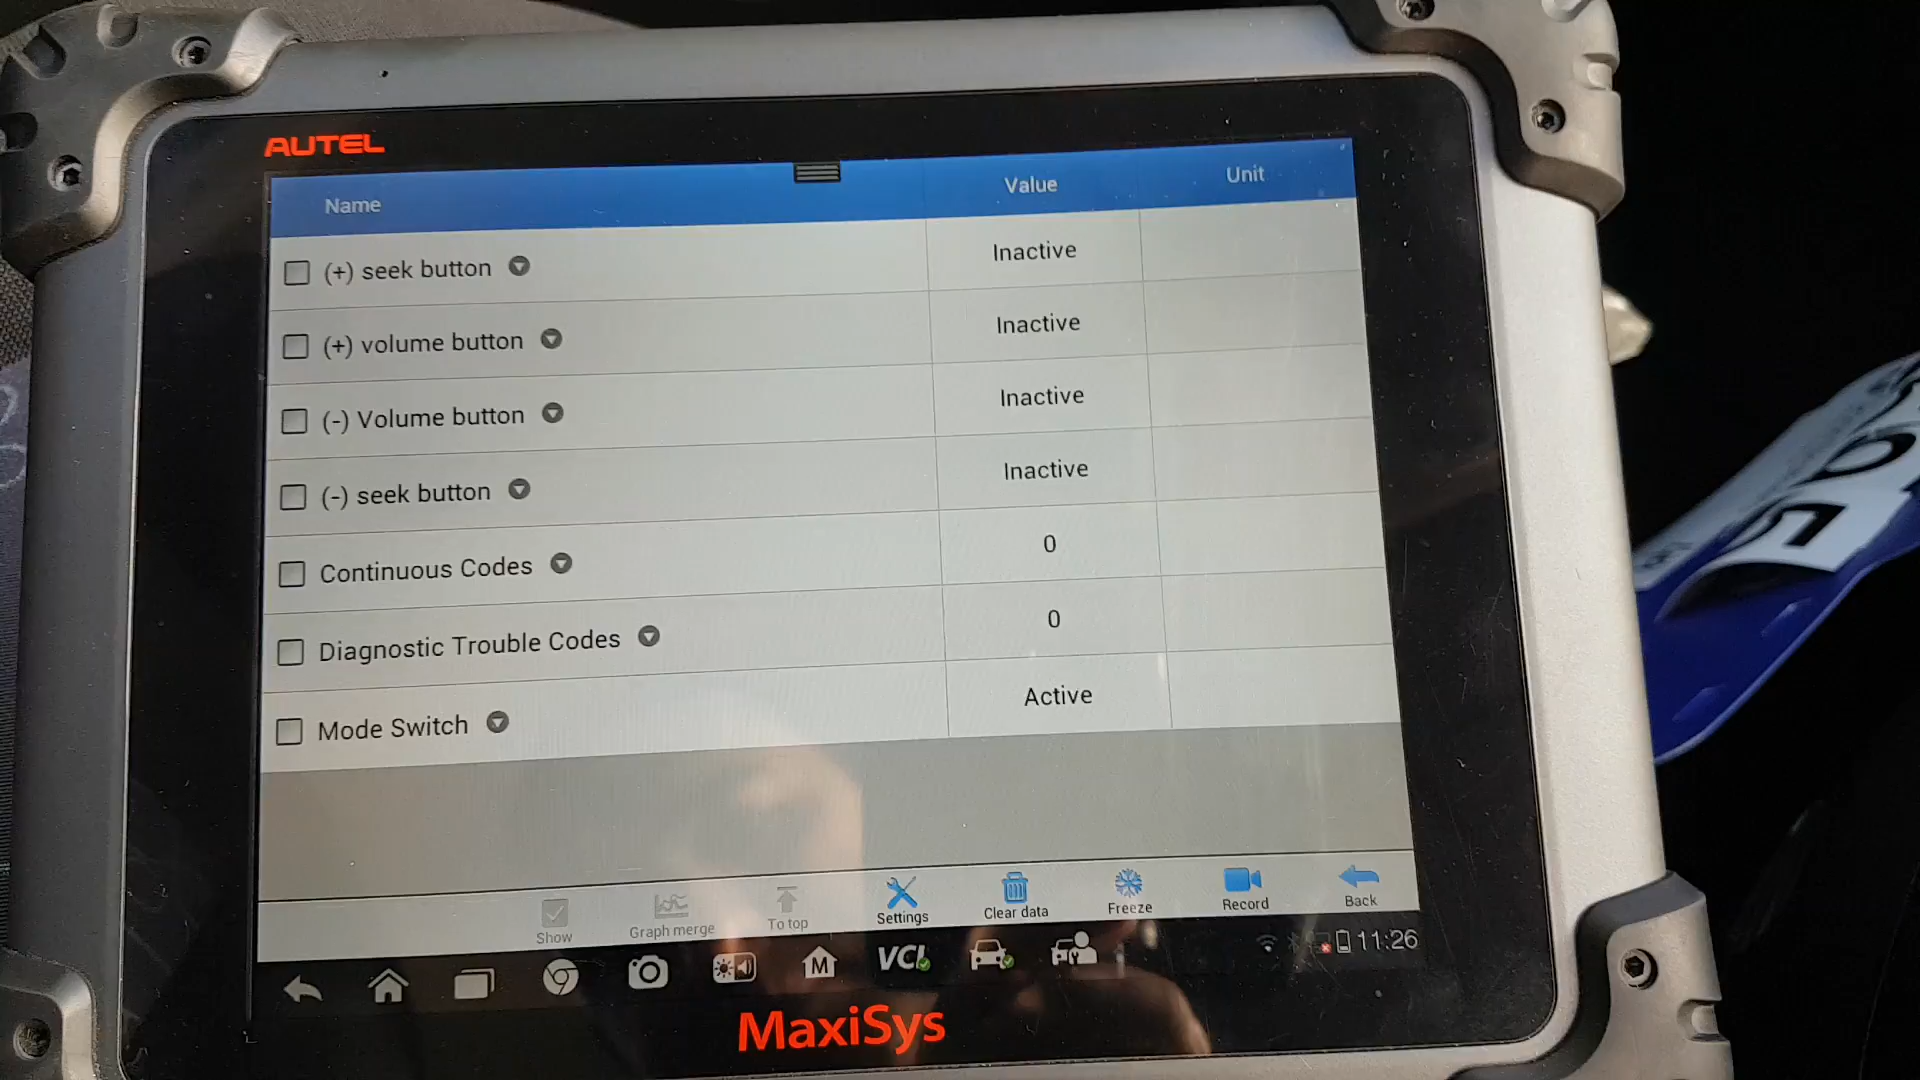 AUTEL
Name Value Unit
(+) seek button Inactive
(+) volume button Inactive
(-) Volume button Inactive
(-) seek button Inactive
Continuous Codes 0
Diagnostic Trouble Codes 0
Mode Switch Active
Show Graph merge To top Settings Clear data Freeze Record Back
M VCI 11:26
MaxiSys